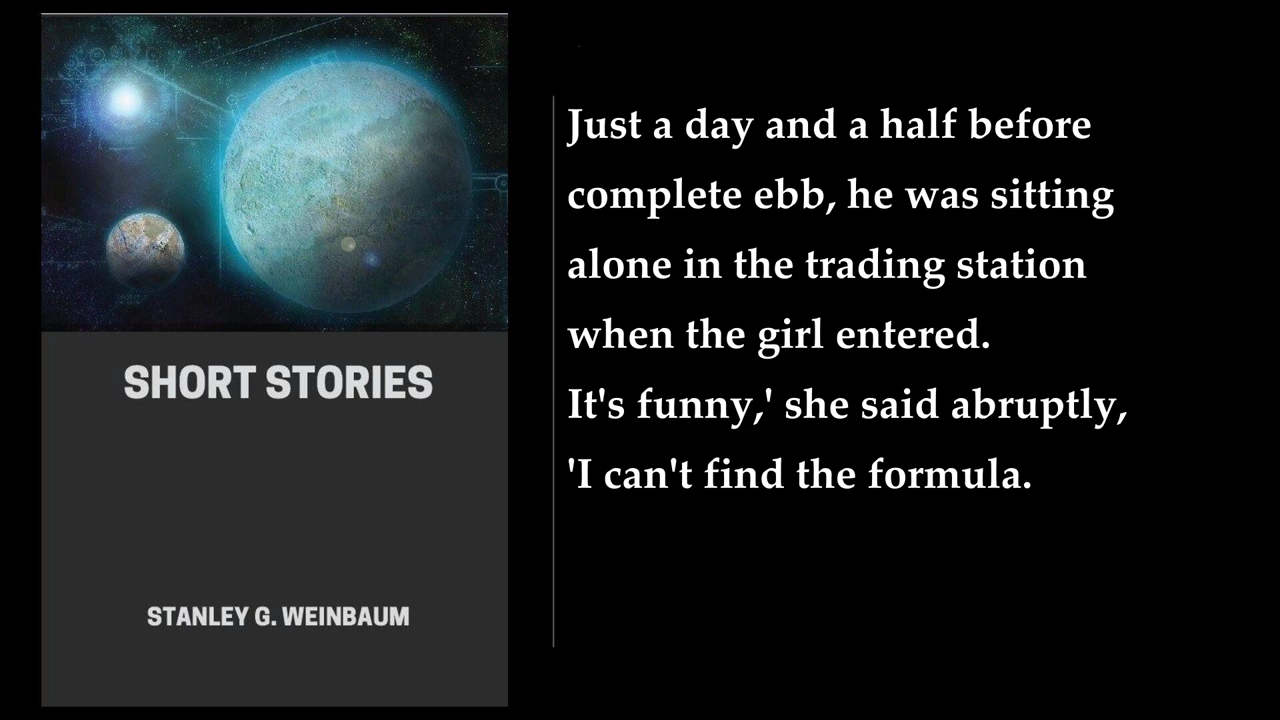 SHORT STORIES
STANLEY G. WEINBAUM
Just a day and a half before
complete ebb, he was sitting
alone in the trading station
when the girl entered.
It's funny,' she said abruptly,
'I can't find the formula.